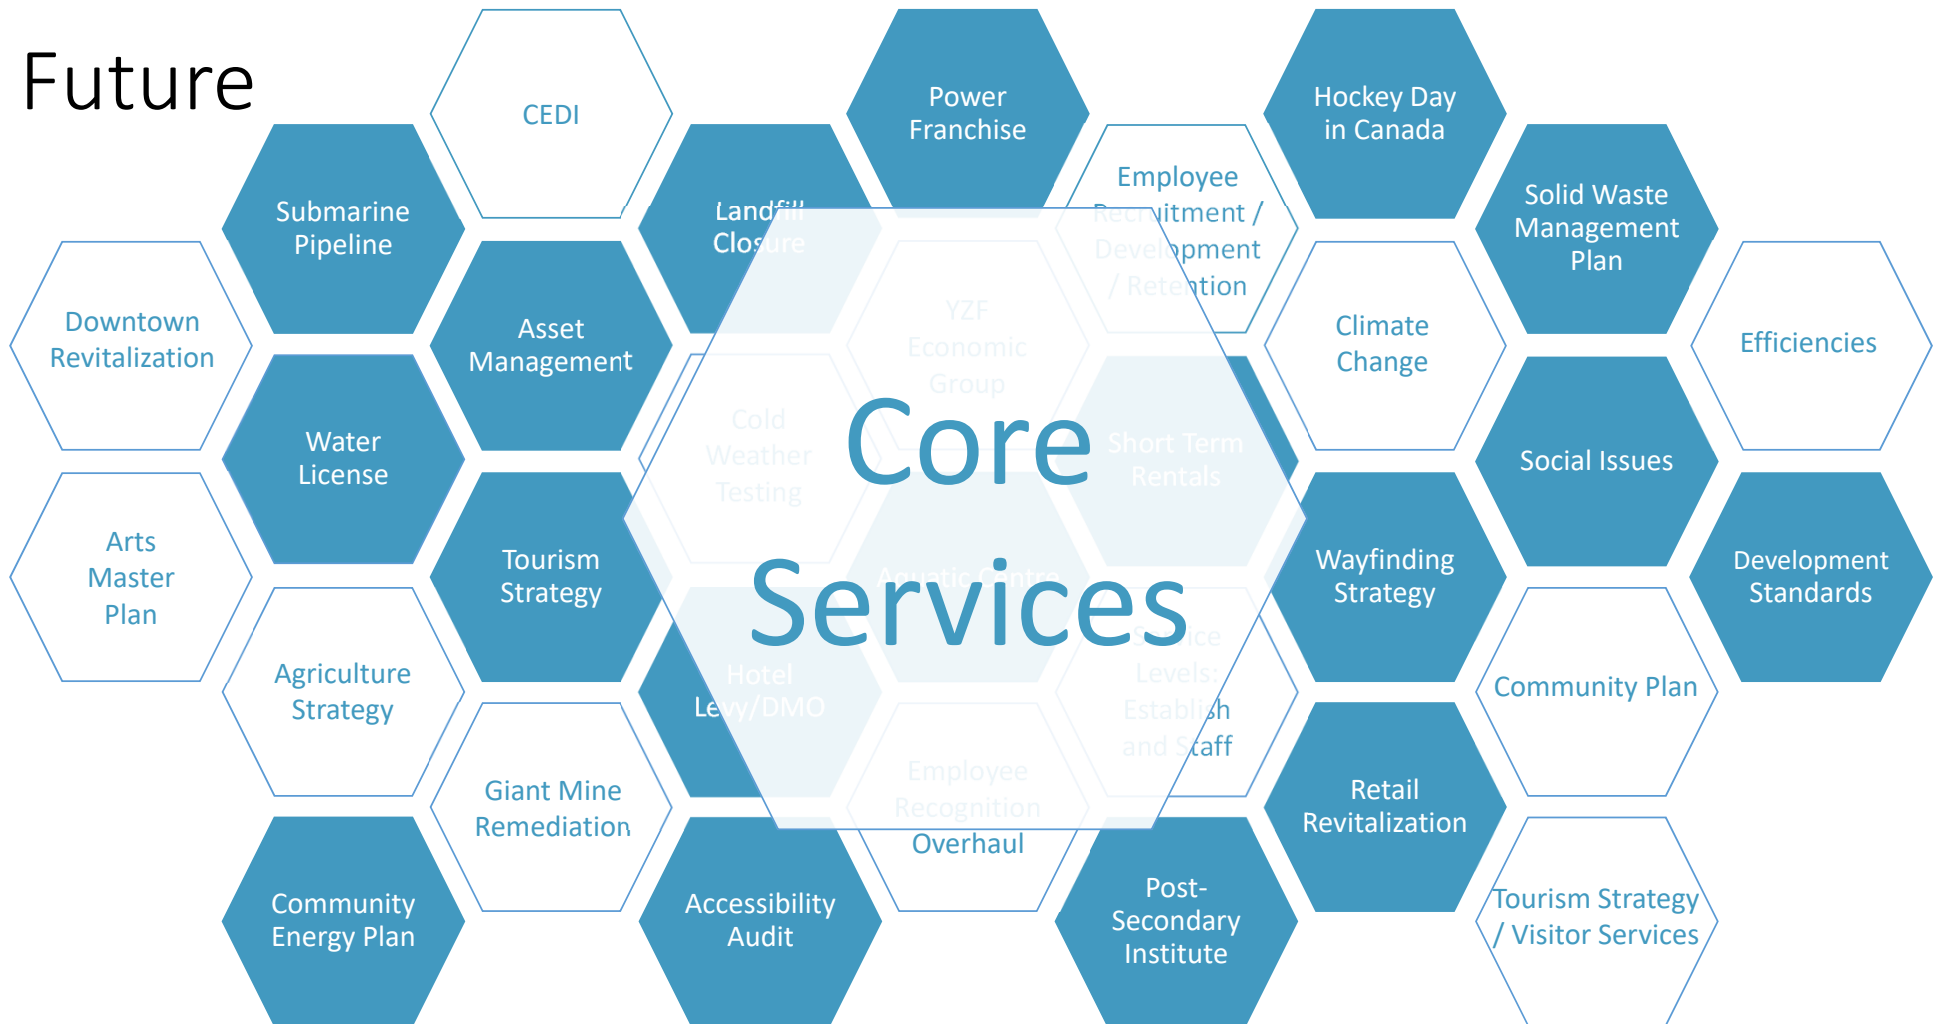 Future
CEDI
Power
Franchise
Hockey Day
in Canada
Submarine
Pipeline
Landfill
Closure
Employee
Recruitment /
Development
/ Retention
Solid Waste
Management
Plan
Downtown
Revitalization
Asset
Management
YZF
Economic
Group
Climate
Change
Efficiencies
Water
License
Cold
Weather
Testing
Core
Services
Short Term
Rentals
Social Issues
Arts
Master
Plan
Tourism
Strategy
Aquatic Centre
Wayfinding
Strategy
Development
Standards
Agriculture
Strategy
Hotel
Levy/DMO
Service
Levels:
Establish
and Staff
Community Plan
Giant Mine
Remediation
Employee
Recognition
Overhaul
Retail
Revitalization
Community
Energy Plan
Accessibility
Audit
Post-
Secondary
Institute
Tourism Strategy
/ Visitor Services